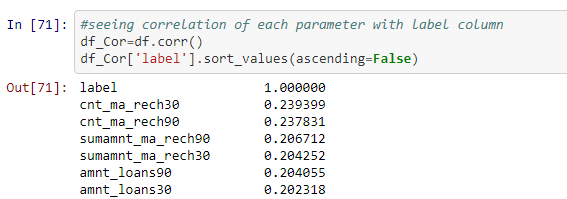 In [71]: #seeing correlation of each parameter with label column
df_Cor=df.corr()
df_Cor['label'].sort_values(ascending=False)
Out[71]: label 1.000000
cnt_ma_rech30 0.239399
cnt_ma_rech90 0.237831
sumamnt_ma_rech90 0.206712
sumamnt_ma_rech30 0.204252
amnt_loans90 0.204055
amnt_loans30 0.202318